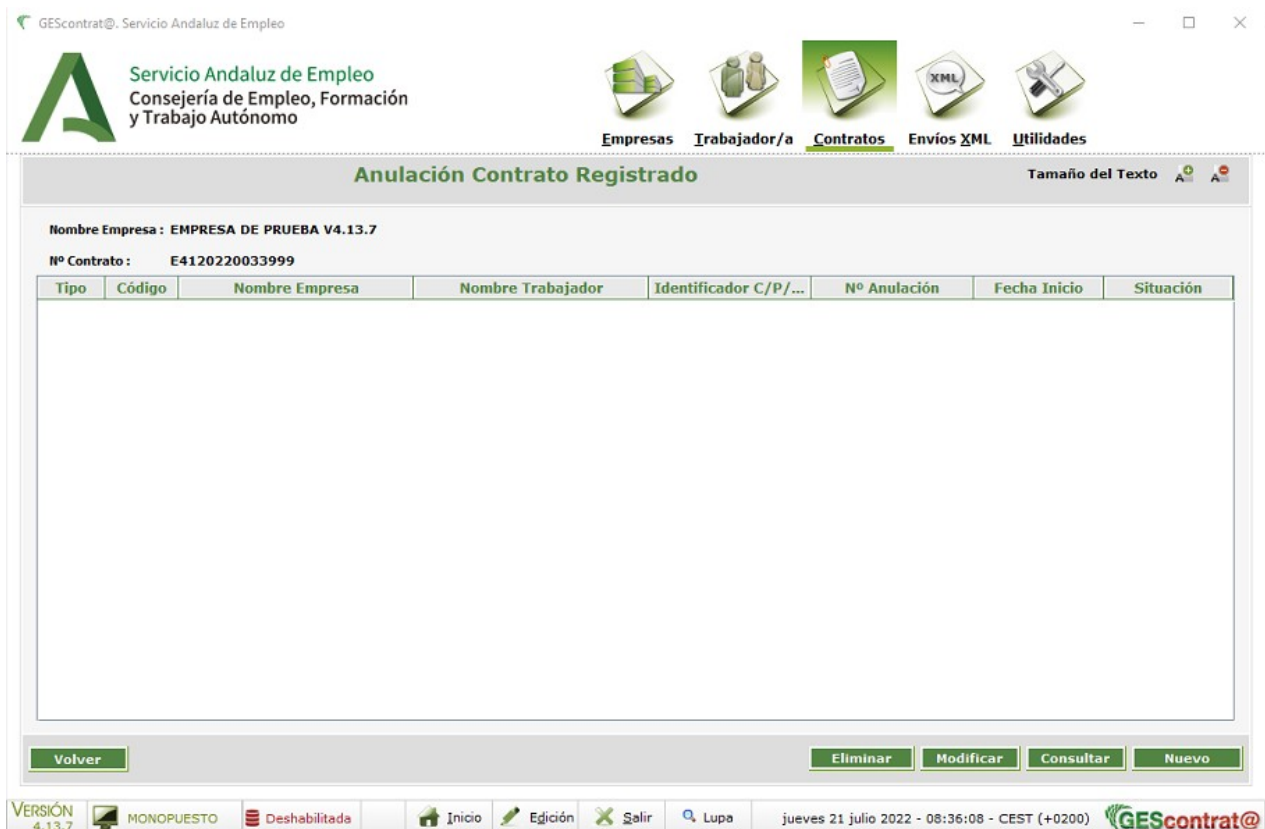 GEScontrat@. Servicio Andaluz de Empleo
Servicio Andaluz de Empleo
Consejería de Empleo, Formación
y Trabajo Autónomo
XML
Empresas Trabajador/a Contratos Envíos XML Utilidades
Anulación Contrato Registrado
Tamaño del Texto A A
Nombre Empresa : EMPRESA DE PRUEBA V4.13.7
Nº Contrato : E4120220033999
Tipo Código Nombre Empresa Nombre Trabajador Identificador C/P/... Nº Anulación Fecha Inicio Situación
Volver Eliminar Modificar Consultar Nuevo
VERSIÓN
4.13.7
MONOPUESTO Deshabilitada Inicio Edición Salir Lupa jueves 21 julio 2022 - 08:36:08 - CEST (+0200) GEScontrat@